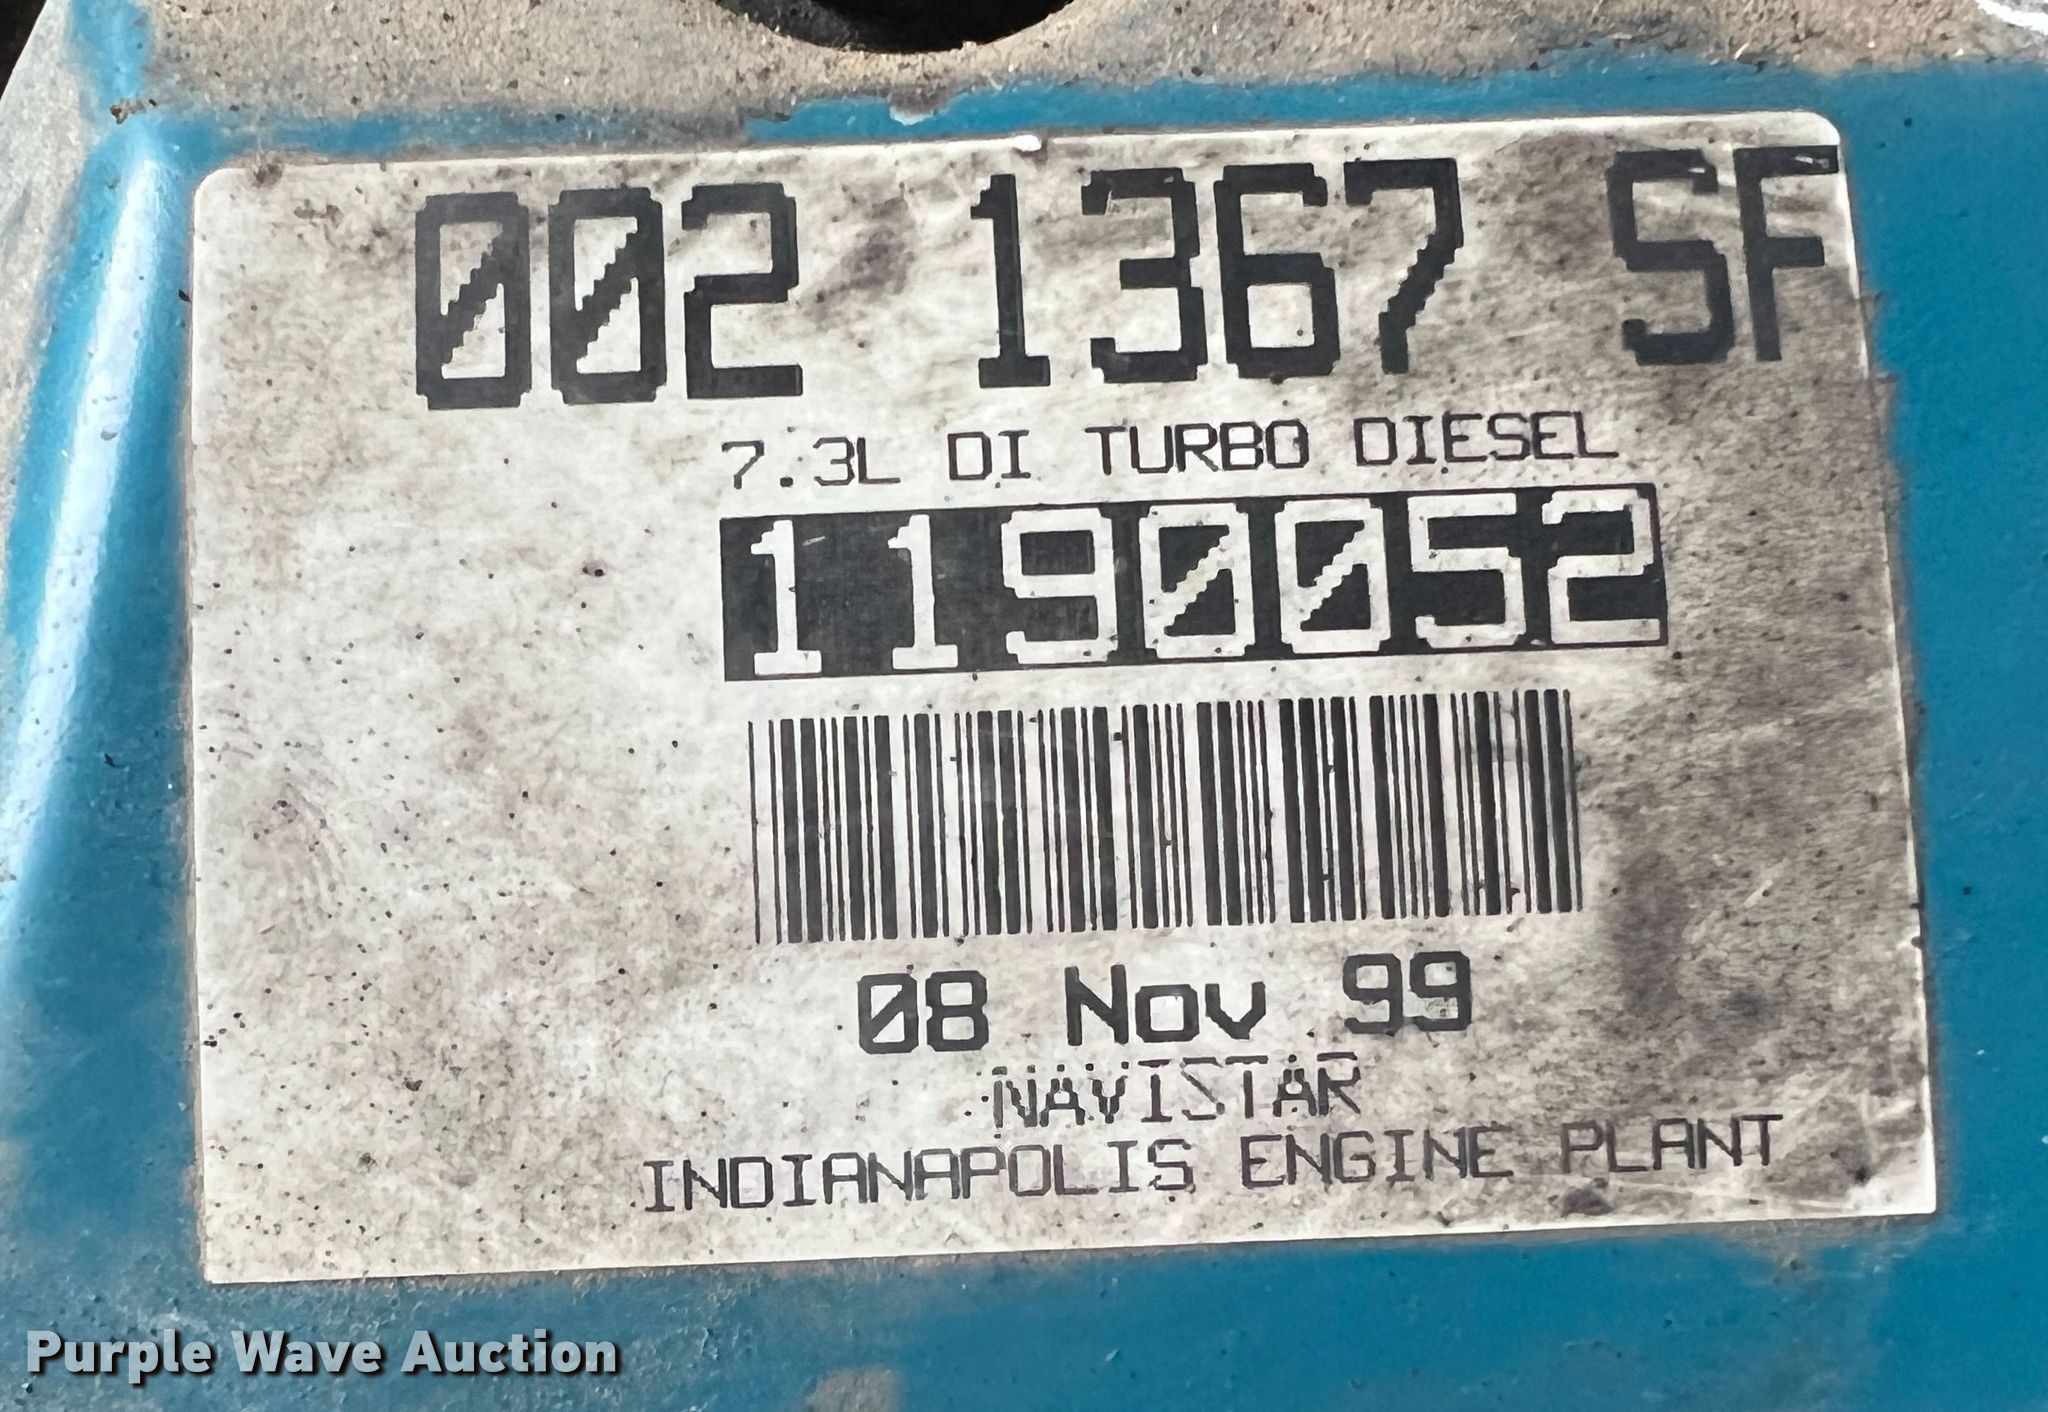 002 1367 SF
7.3L DI TURBO DIESEL
1190052
08 Nov 99
NAVISTAR
INDIANAPOLIS ENGINE PLANT
Purple Wave Auction